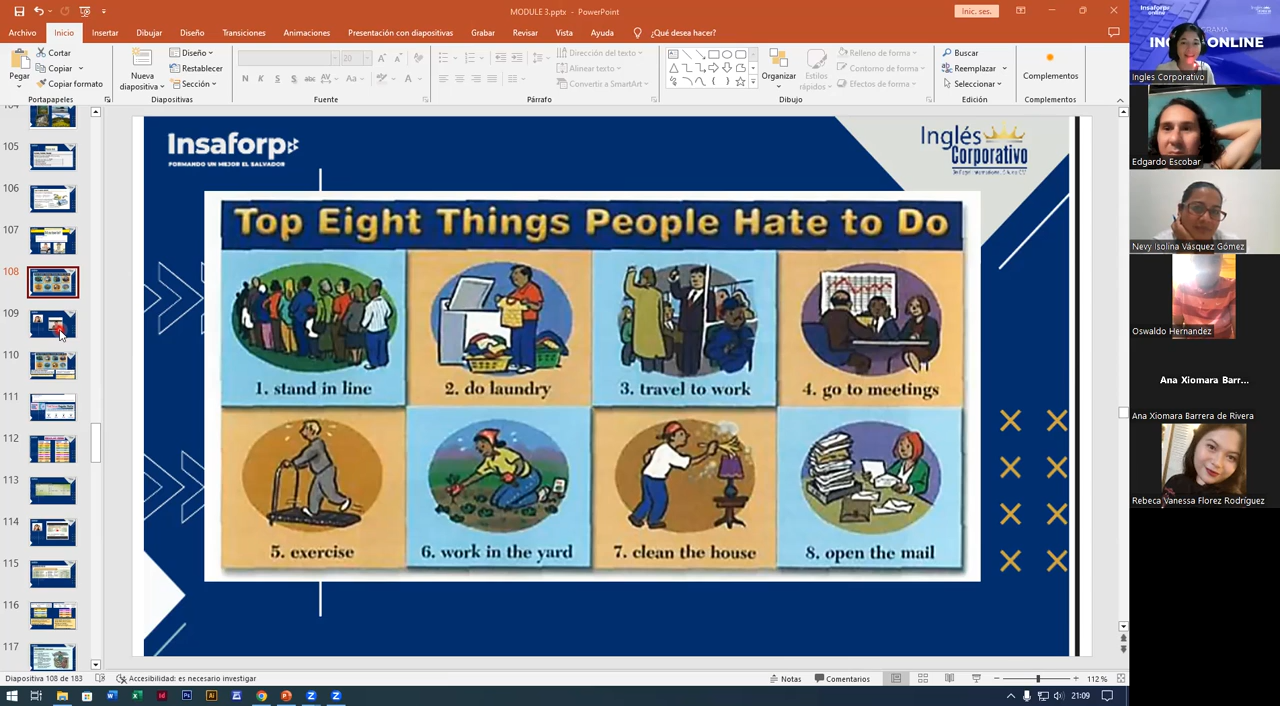 MODULE 3.pptx - PowerPoint
Inic. ses.
Archivo Inicio Insertar Dibujar Diseño Transiciones Animaciones Presentación con diapositivas Grabar Revisar Vista Ayuda ¿Qué desea hacer?
Pegar
Cortar
Copiar
Copiar formato
Portapapeles
Nueva diapositiva
Diseño
Restablecer
Sección
Diapositivas
20
N K S S abc AV Aa A
Fuente
Párrafo
Dirección del texto
Alinear texto
Convertir a SmartArt
Organizar
Estilos rápidos
Relleno de forma
Contorno de forma
Efectos de forma
Dibujo
Buscar
Reemplazar
Seleccionar
Edición
Complementos
Complementos
105
106
107
108
109
110
111
112
113
114
115
116
117
Insaforp
FORMANDO UN MEJOR EL SALVADOR
Inglés
Corporativo
Top Eight Things People Hate to Do
1. stand in line
2. do laundry
3. travel to work
4. go to meetings
5. exercise
6. work in the yard
7. clean the house
8. open the mail
Insaforp
online
Ingles Corporativo
Edgardo Escobar
Nevy Isolina Vásquez Gómez
Oswaldo Hernandez
Ana Xiomara Barr...
Ana Xiomara Barrera de Rivera
Rebeca Vanessa Florez Rodríguez
Diapositiva 108 de 183
Accesibilidad: es necesario investigar
Notas
Comentarios
112 %
21:09